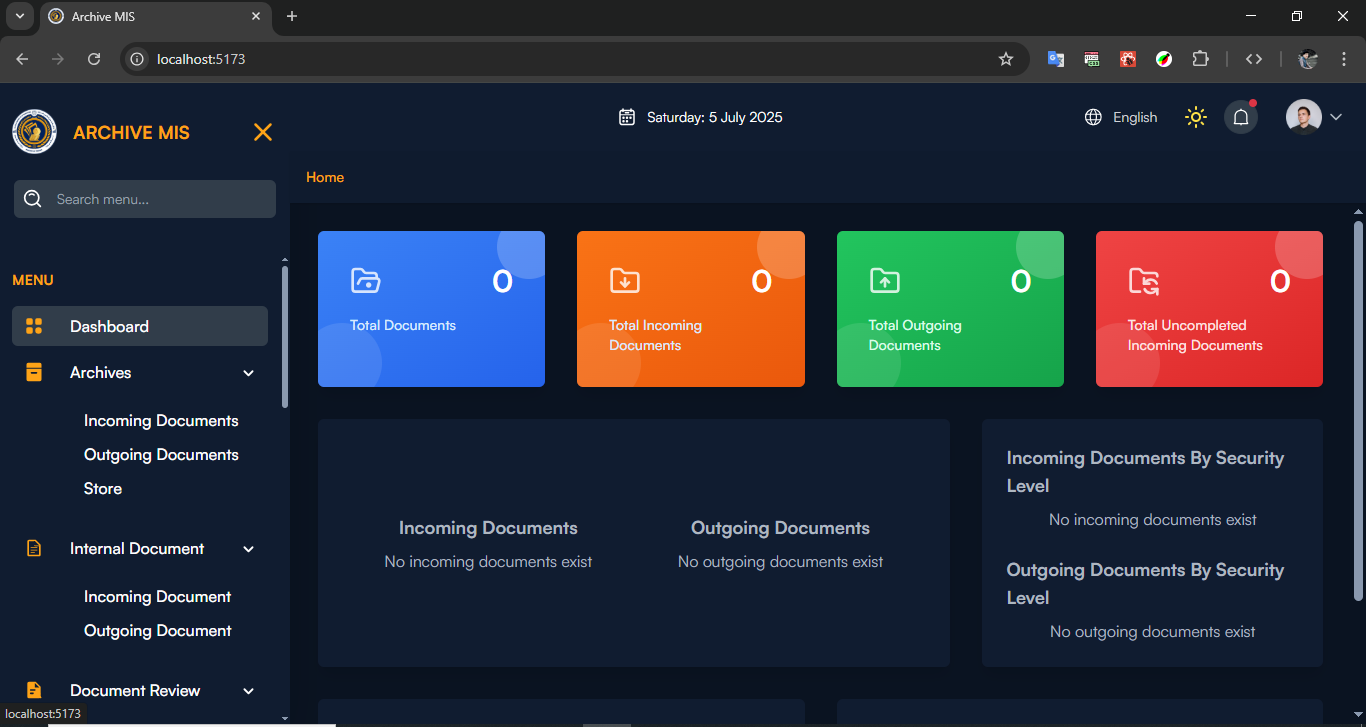 Archive MIS
localhost:5173
ARCHIVE MIS
Saturday: 5 July 2025
English
Search menu...
Home
MENU
Dashboard
Archives
Incoming Documents
Outgoing Documents
Store
Internal Document
Incoming Document
Outgoing Document
Document Review
0
Total Documents
0
Total Incoming
Documents
0
Total Outgoing
Documents
0
Total Uncompleted
Incoming Documents
Incoming Documents
No incoming documents exist
Outgoing Documents
No outgoing documents exist
Incoming Documents By Security
Level
No incoming documents exist
Outgoing Documents By Security
Level
No outgoing documents exist
localhost:5173